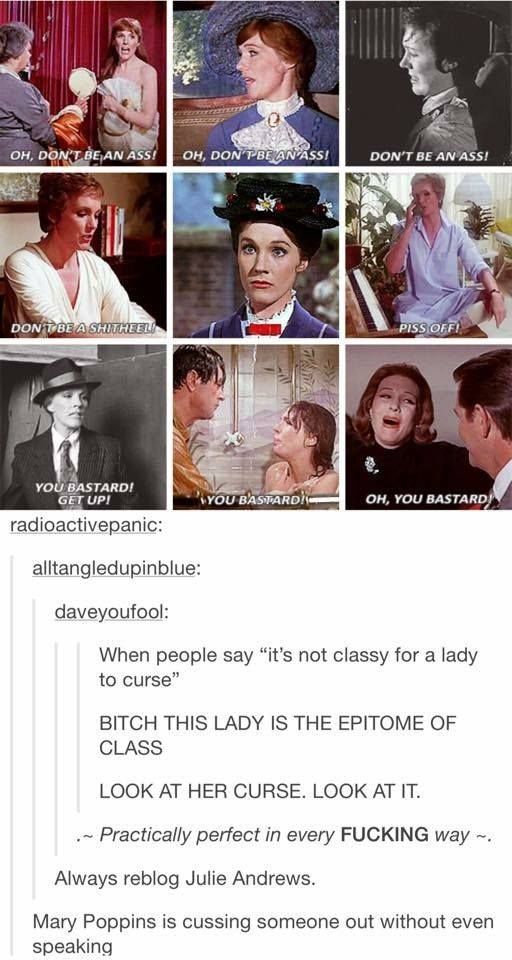 OH, DON'T BE AN ASS!
OH, DON'T BE AN ASS!
DON'T BE AN ASS!
DON'T BE A SHITHEEL!
PISS OFF!
YOU BASTARD!
GET UP!
YOU BASTARD!
OH, YOU BASTARD!
radioactivepanic:
alltangledupinblue:
daveyoufool:
When people say “it’s not classy for a lady
to curse”
BITCH THIS LADY IS THE EPITOME OF
CLASS
LOOK AT HER CURSE. LOOK AT IT.
.~ Practically perfect in every FUCKING way ~.
Always reblog Julie Andrews.
Mary Poppins is cussing someone out without even
speaking